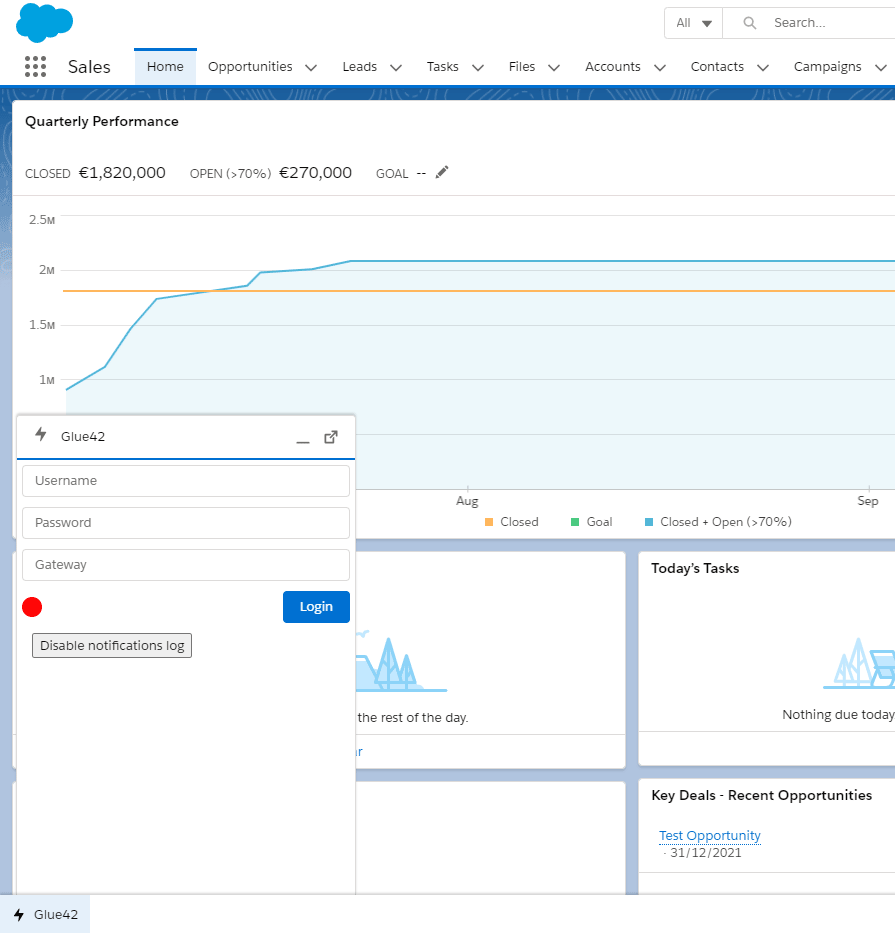 All Search...
Sales Home Opportunities Leads Tasks Files Accounts Contacts Campaigns
Quarterly Performance
CLOSED €1,820,000 OPEN (>70%) €270,000 GOAL --
2.5M
2M
1.5M
1M
Aug Sep
Closed Goal Closed + Open (>70%)
Glue42
Username
Password
Gateway
Login
Disable notifications log
the rest of the day.
Today's Tasks
Nothing due today
Key Deals - Recent Opportunities
Test Opportunity
· 31/12/2021
Glue42